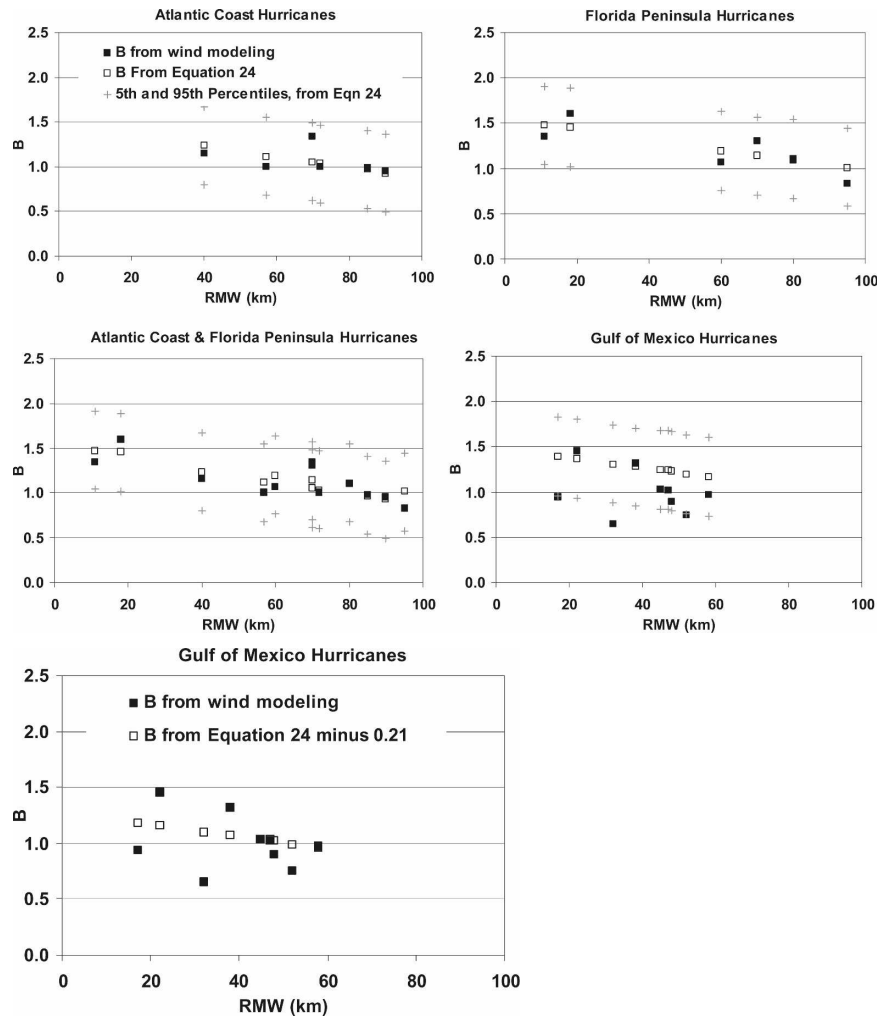 Atlantic Coast Hurricanes
2.5
2.0
1.5
1.0
0.5
0.0
B
B from wind modeling
B From Equation 24
5th and 95th Percentiles, from Eqn 24
0 20 40 60 80 100
RMW (km)
Florida Peninsula Hurricanes
2.5
2.0
1.5
1.0
0.5
0.0
B
0 20 40 60 80 100
RMW (km)
Atlantic Coast & Florida Peninsula Hurricanes
2.5
2.0
1.5
1.0
0.5
0.0
B
0 20 40 60 80 100
RMW (km)
Gulf of Mexico Hurricanes
2.5
2.0
1.5
1.0
0.5
0.0
B
0 20 40 60 80 100
RMW (km)
Gulf of Mexico Hurricanes
2.5
2.0
1.5
1.0
0.5
0.0
B
B from wind modeling
B from Equation 24 minus 0.21
0 20 40 60 80 100
RMW (km)